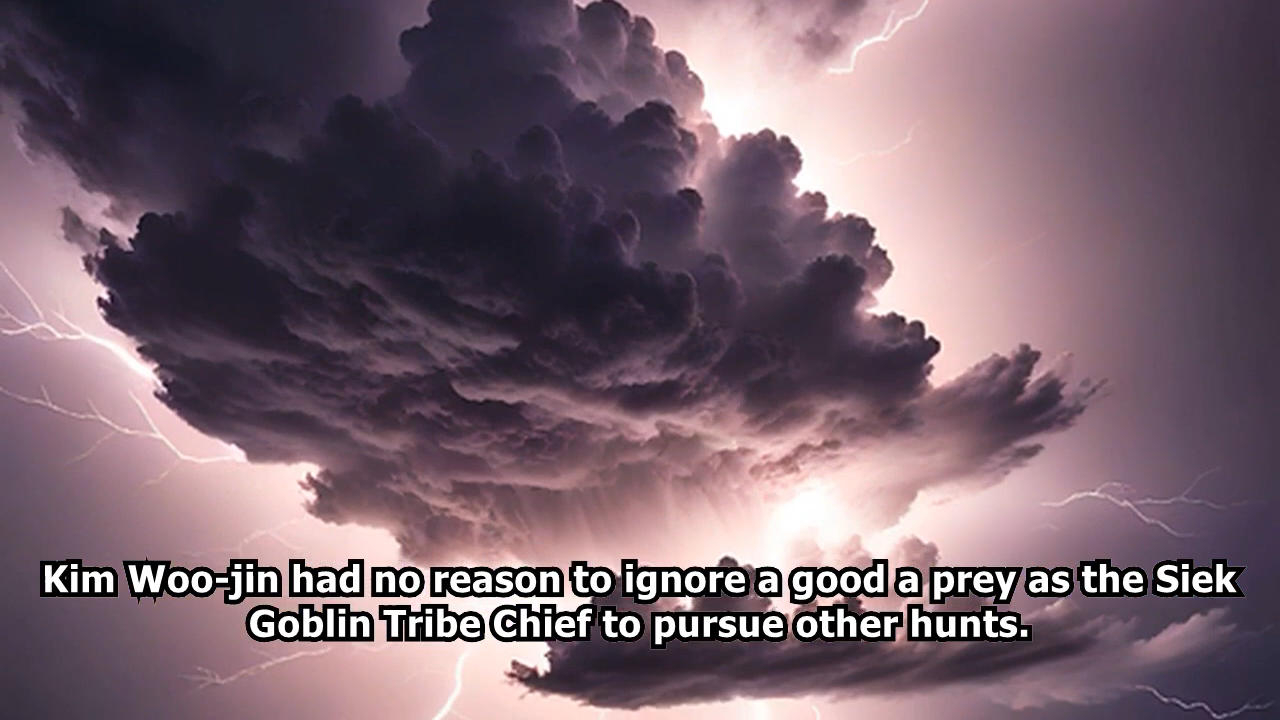 Kim Woo-jin had no reason to ignore a good a prey as the Siek
Goblin Tribe Chief to pursue other hunts.